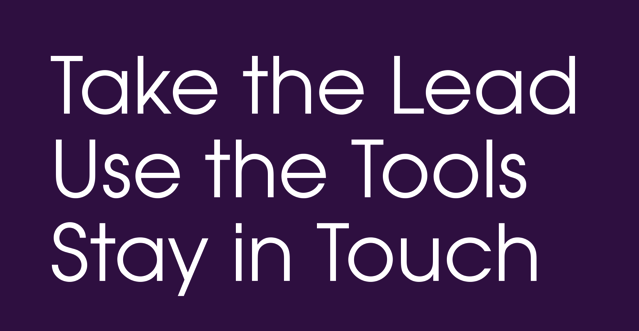 Take the Lead
Use the Tools
Stay in Touch